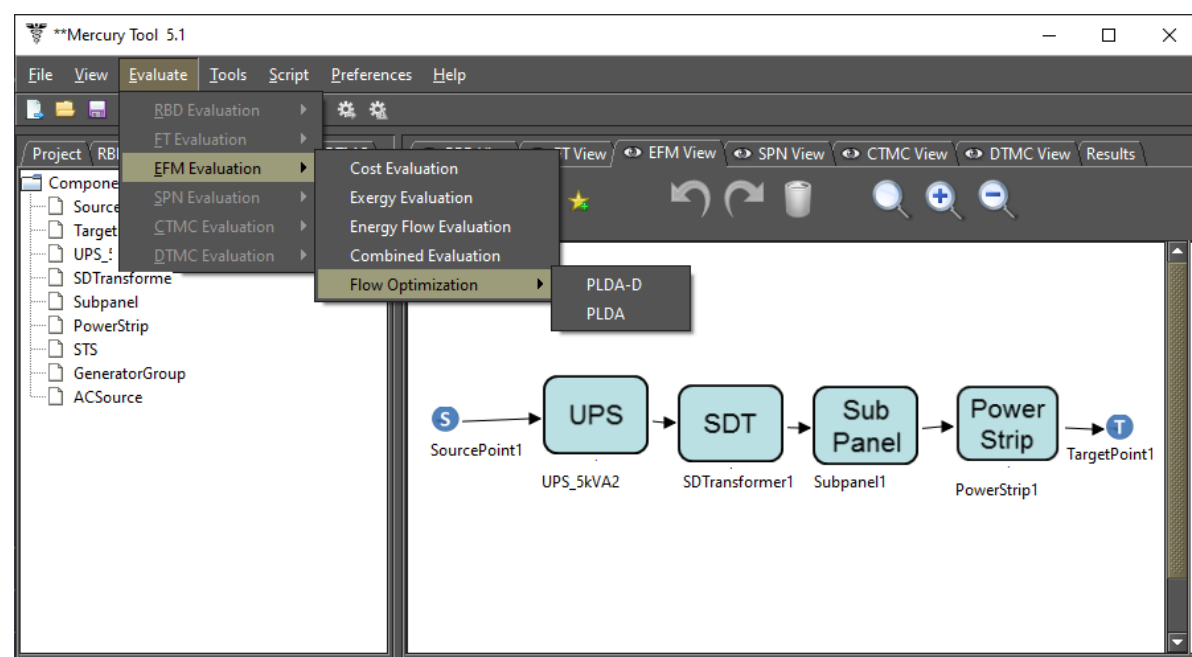 **Mercury Tool 5.1
File View Evaluate Tools Script Preferences Help
RBD Evaluation
FT Evaluation
EFM Evaluation
SPN Evaluation
CTMC Evaluation
DTMC Evaluation
Cost Evaluation
Exergy Evaluation
Energy Flow Evaluation
Combined Evaluation
Flow Optimization
PLDA-D
PLDA
Project RB
View EFM View SPN View CTMC View DTMC View Results
Compone
Source
Target
UPS_5
SDTransforme
Subpanel
PowerStrip
STS
GeneratorGroup
ACSource
S
SourcePoint1
UPS
UPS_5kVA2
SDT
SDTransformer1
Sub
Panel
Subpanel1
Power
Strip
PowerStrip1
T
TargetPoint1